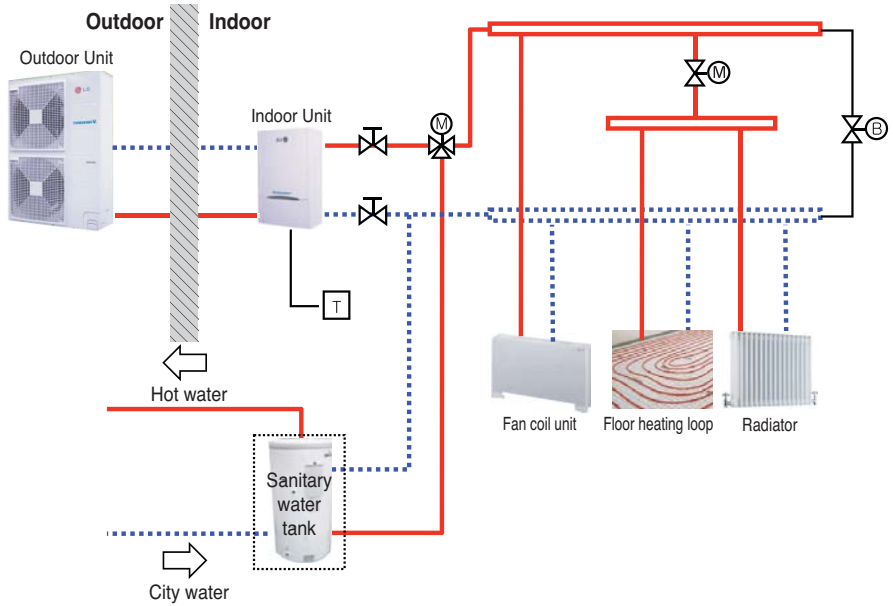 Outdoor
Indoor
Outdoor Unit
LG
Indoor Unit
M
M
B
T
Hot water
Fan coil unit
Floor heating loop
Radiator
Sanitary
water
tank
City water